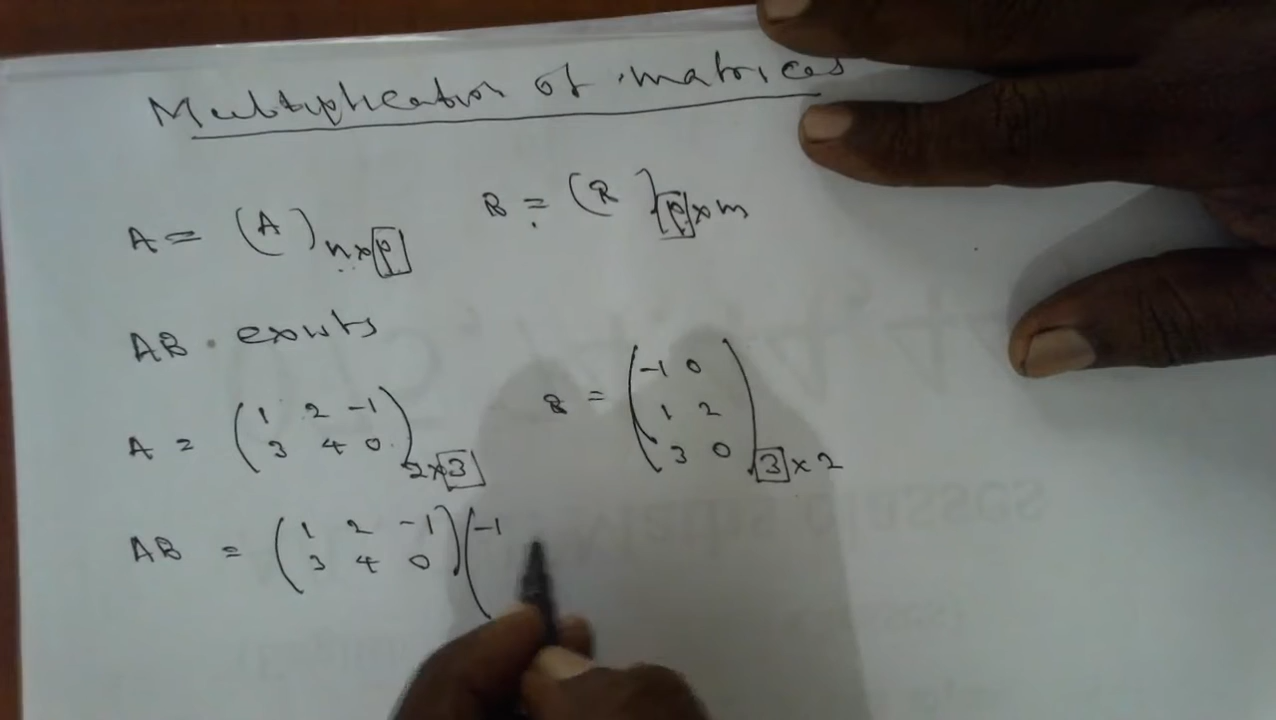 Multiplication of matrices
A = (A) n×p B = (B) p×m
AB exists
A = (1 2 -1
3 4 0) 2×3 B = (-1 0
1 2
3 0) 3×2
AB = (1 2 -1
3 4 0) (-1